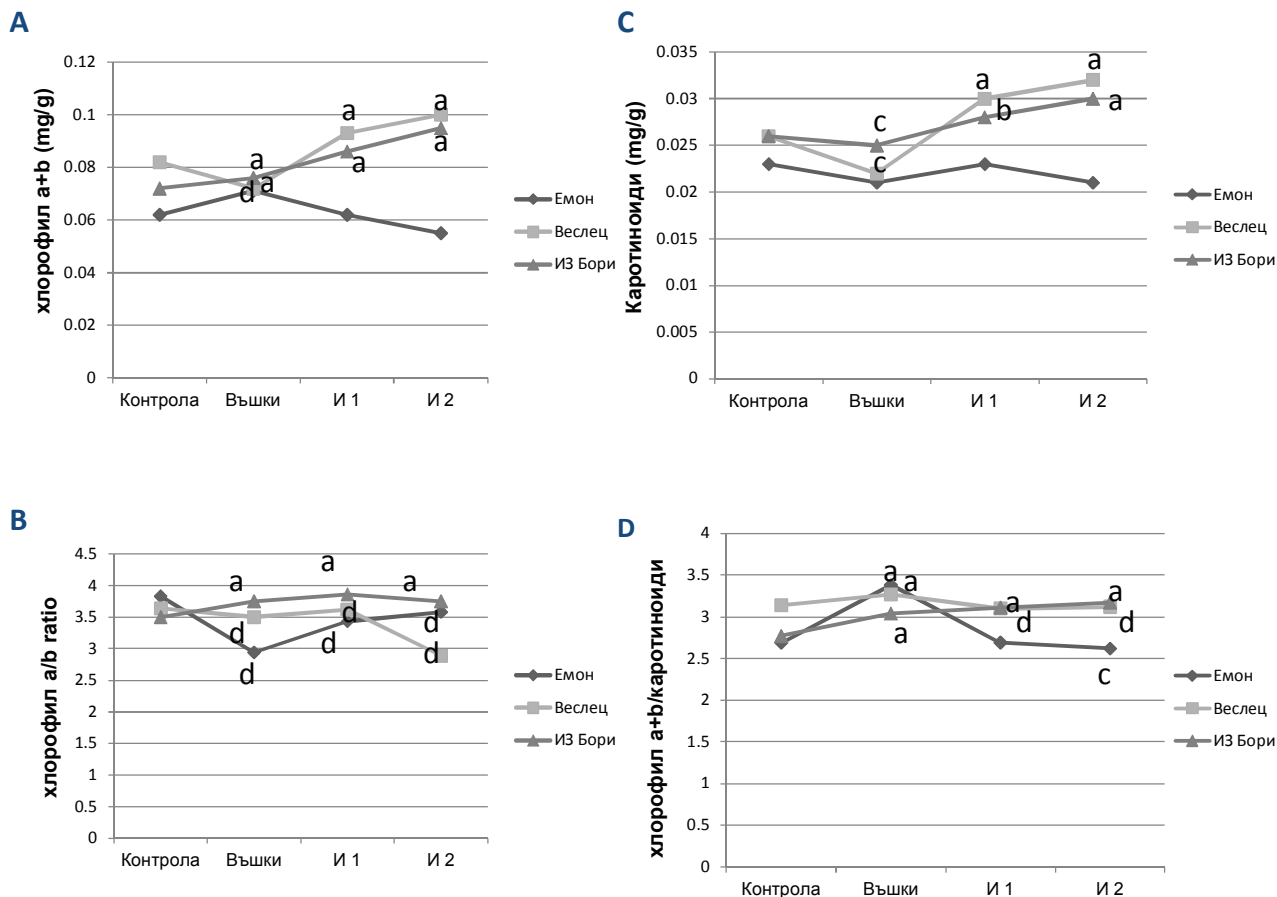 A
хлорофил a+b (mg/g)
0.12
0.1
0.08
0.06
0.04
0.02
0
a
a
a
a
a
a
d
Контрола
Въшки
И 1
И 2
Емон
Веслец
ИЗ Бори
C
Каротиноиди (mg/g)
0.035
0.03
0.025
0.02
0.015
0.01
0.005
0
a
a
b
a
c
c
Контрола
Въшки
И 1
И 2
Емон
Веслец
ИЗ Бори
B
хлорофил a/b ratio
4.5
4
3.5
3
2.5
2
1.5
1
0.5
0
a
a
a
d
d
d
d
d
d
Контрола
Въшки
И 1
И 2
Емон
Веслец
ИЗ Бори
D
хлорофил a+b/каротиноиди
4
3.5
3
2.5
2
1.5
1
0.5
0
a
a
a
a
a
d
d
c
Контрола
Въшки
И 1
И 2
Емон
Веслец
ИЗ Бори